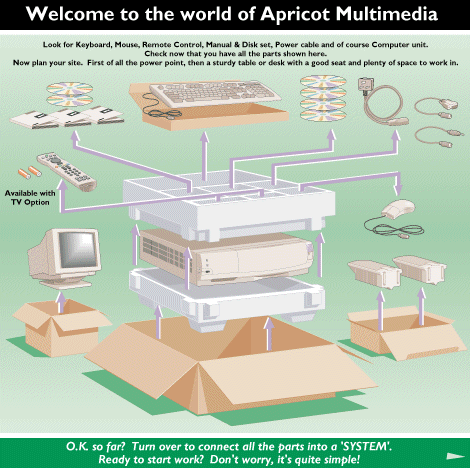 Welcome to the world of Apricot Multimedia
Look for Keyboard, Mouse, Remote Control, Manual & Disk set, Power cable and of course Computer unit.
Check now that you have all the parts shown here.
Now plan your site. First of all the power point, then a sturdy table or desk with a good seat and plenty of space to work in.
Available with
TV Option
O.K. so far? Turn over to connect all the parts into a 'SYSTEM'.
Ready to start work? Don't worry, it's quite simple!